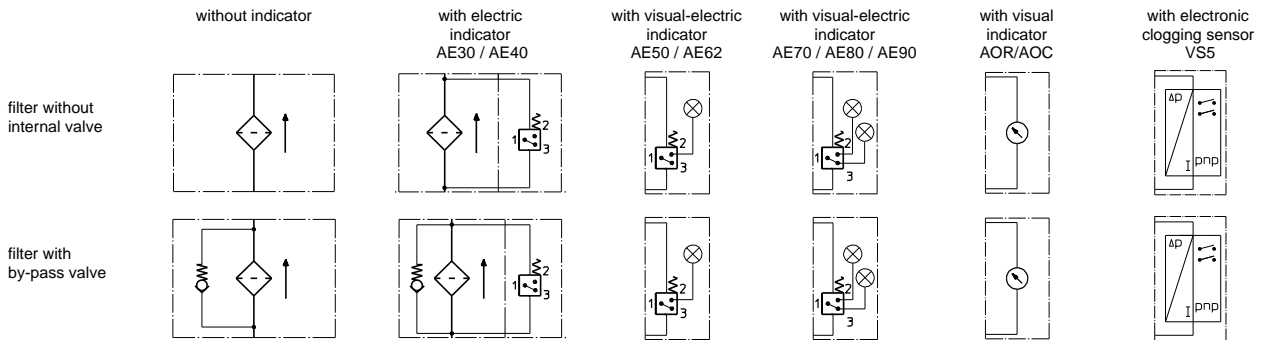 without indicator
with electric
indicator
AE30 / AE40
with visual-electric
indicator
AE50 / AE62
with visual-electric
indicator
AE70 / AE80 / AE90
with visual
indicator
AOR/AOC
with electronic
clogging sensor
VS5
filter without
internal valve
1
2
3
1
2
3
1
2
3
Δp
I
pnp
filter with
by-pass valve
1
2
3
1
2
3
1
2
3
Δp
I
pnp